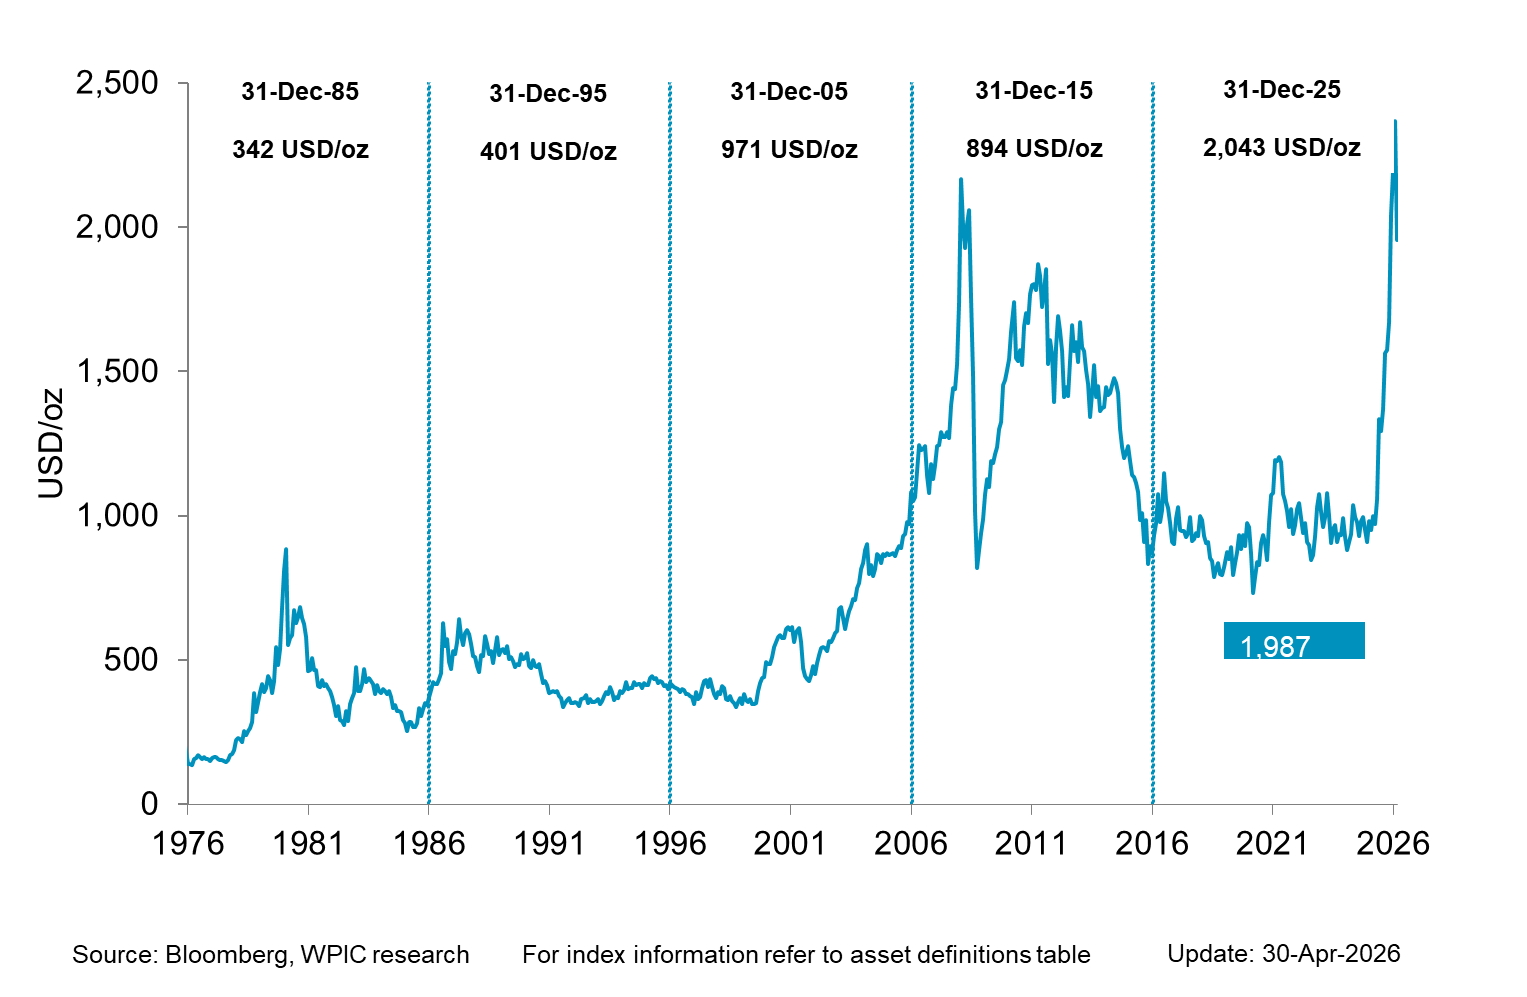 2,500
2,000
1,500
1,000
500
0
USD/oz
31-Dec-85
342 USD/oz
31-Dec-95
401 USD/oz
31-Dec-05
971 USD/oz
31-Dec-15
894 USD/oz
31-Dec-25
2,043 USD/oz
1,987
1976 1981 1986 1991 1996 2001 2006 2011 2016 2021 2026
Source: Bloomberg, WPIC research For index information refer to asset definitions table Update: 30-Apr-2026